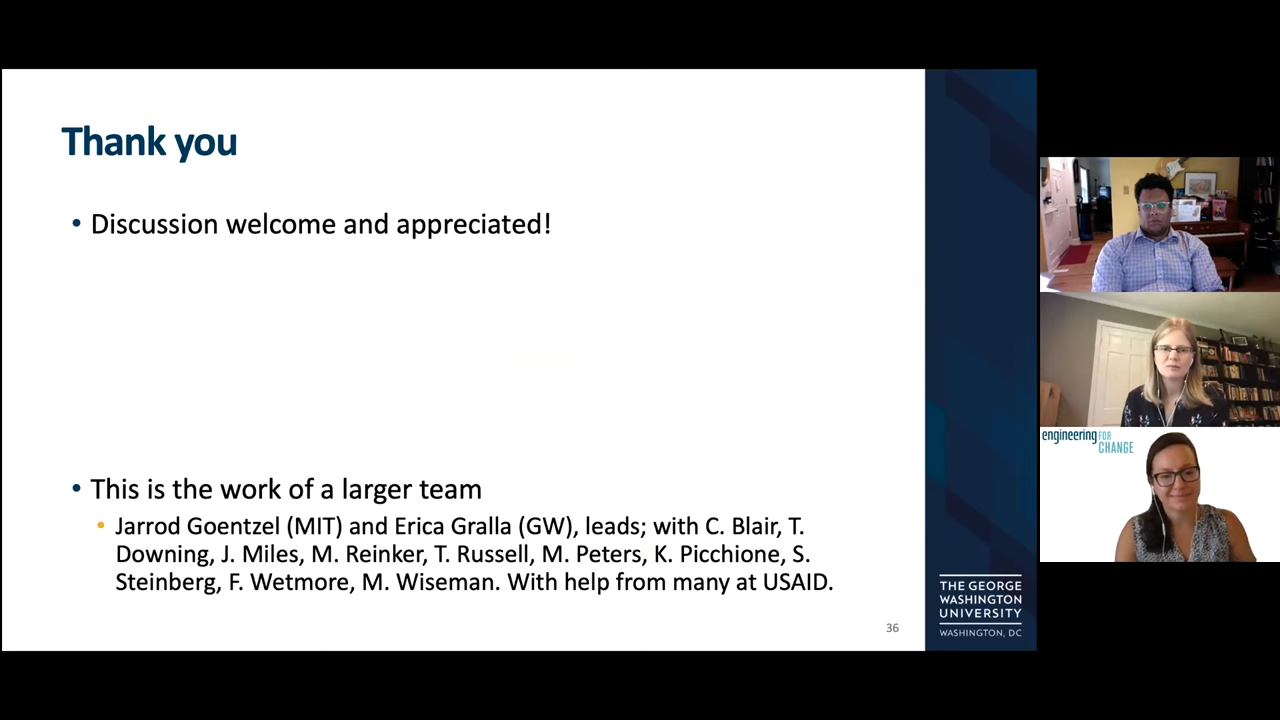 Thank you
• Discussion welcome and appreciated!
• This is the work of a larger team
• Jarrod Goentzel (MIT) and Erica Gralla (GW), leads; with C. Blair, T.
Downing, J. Miles, M. Reinker, T. Russell, M. Peters, K. Picchione, S.
Steinberg, F. Wetmore, M. Wiseman. With help from many at USAID.
36
THE GEORGE
WASHINGTON
UNIVERSITY
WASHINGTON, DC
engineering FOR
CHANGE